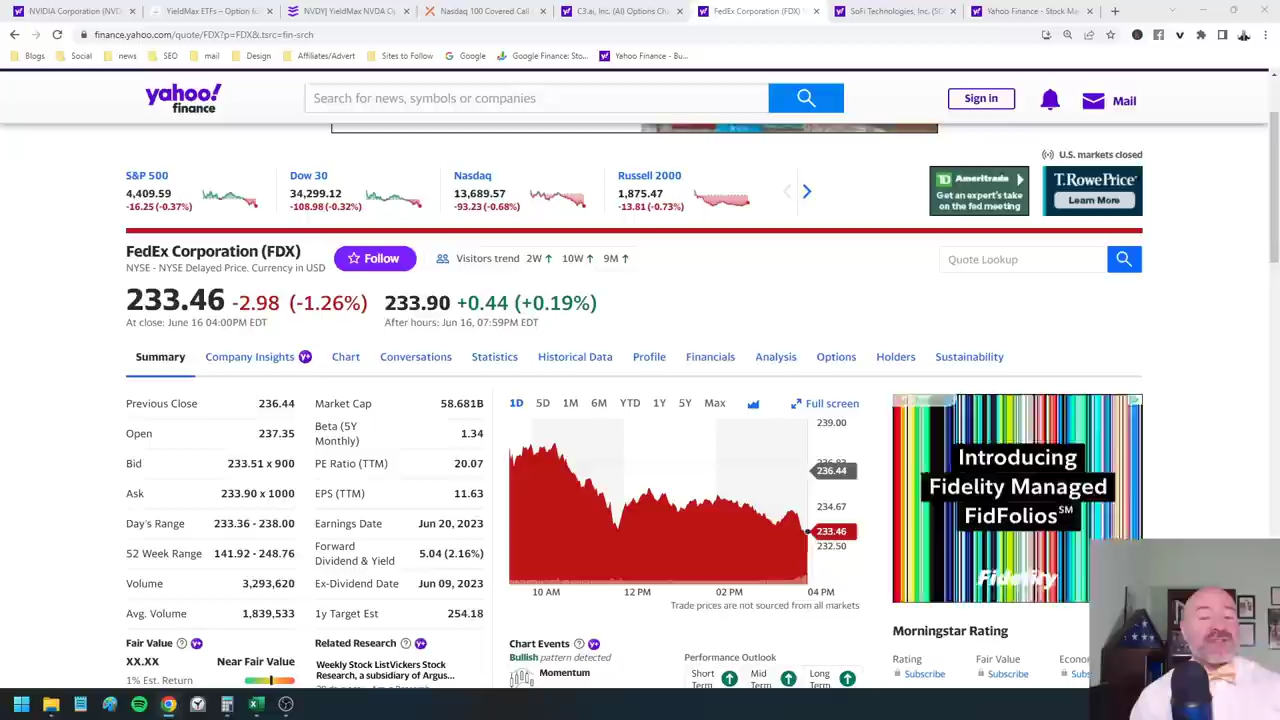 NVIDIA Corporation (NVD
YieldMax ETFs – Option &
NVDY| YieldMax NVDA O
Nasdaq 100 Covered Call
C3.ai, Inc. (AI) Options Cha
FedEx Corporation (FDX)
SoFi Technologies, Inc. (SO
Yahoo Finance - Stock Ma
finance.yahoo.com/quote/FDX?p=FDX&.tsrc=fin-srch
Blogs Social news SEO mail Design Affiliates/Advert Sites to Follow Google Google Finance: Stoc... Yahoo Finance - Bu...
yahoo!
finance
Search for news, symbols or companies
Sign in
Mail
U.S. markets closed
S&P 500
4,409.59
-16.25 (-0.37%)
Dow 30
34,299.12
-108.98 (-0.32%)
Nasdaq
13,689.57
-93.23 (-0.68%)
Russell 2000
1,875.47
-13.81 (-0.73%)
TD Ameritrade
Get an expert's take
on the fed meeting
T.RowePrice
Learn More
FedEx Corporation (FDX)
NYSE - NYSE Delayed Price. Currency in USD
Follow
Visitors trend 2W↑ 10W↑ 9M↑
Quote Lookup
233.46 -2.98 (-1.26%)
At close: June 16 04:00PM EDT
233.90 +0.44 (+0.19%)
After hours: Jun 16, 07:59PM EDT
Summary Company Insights Y+ Chart Conversations Statistics Historical Data Profile Financials Analysis Options Holders Sustainability
Previous Close 236.44
Open 237.35
Bid 233.51 x 900
Ask 233.90 x 1000
Day's Range 233.36 - 238.00
52 Week Range 141.92 - 248.76
Volume 3,293,620
Avg. Volume 1,839,533
Market Cap 58.681B
Beta (5Y
Monthly) 1.34
PE Ratio (TTM) 20.07
EPS (TTM) 11.63
Earnings Date Jun 20, 2023
Forward
Dividend & Yield 5.04 (2.16%)
Ex-Dividend Date Jun 09, 2023
1y Target Est 254.18
1D 5D 1M 6M YTD 1Y 5Y Max
Full screen
239.00
236.44
234.67
233.46
232.50
10 AM 12 PM 02 PM 04 PM
Trade prices are not sourced from all markets
Introducing
Fidelity Managed
FidFolios℠
Fidelity
Fair Value
XX.XX
1% Est. Return
Near Fair Value
Related Research
Weekly Stock ListVickers Stock
Research, a subsidiary of Argus...
Chart Events
Bullish pattern detected
Momentum
Performance Outlook
Short
Term
Mid
Term
Long
Term
Morningstar Rating
Rating
Subscribe
Fair Value
Subscribe